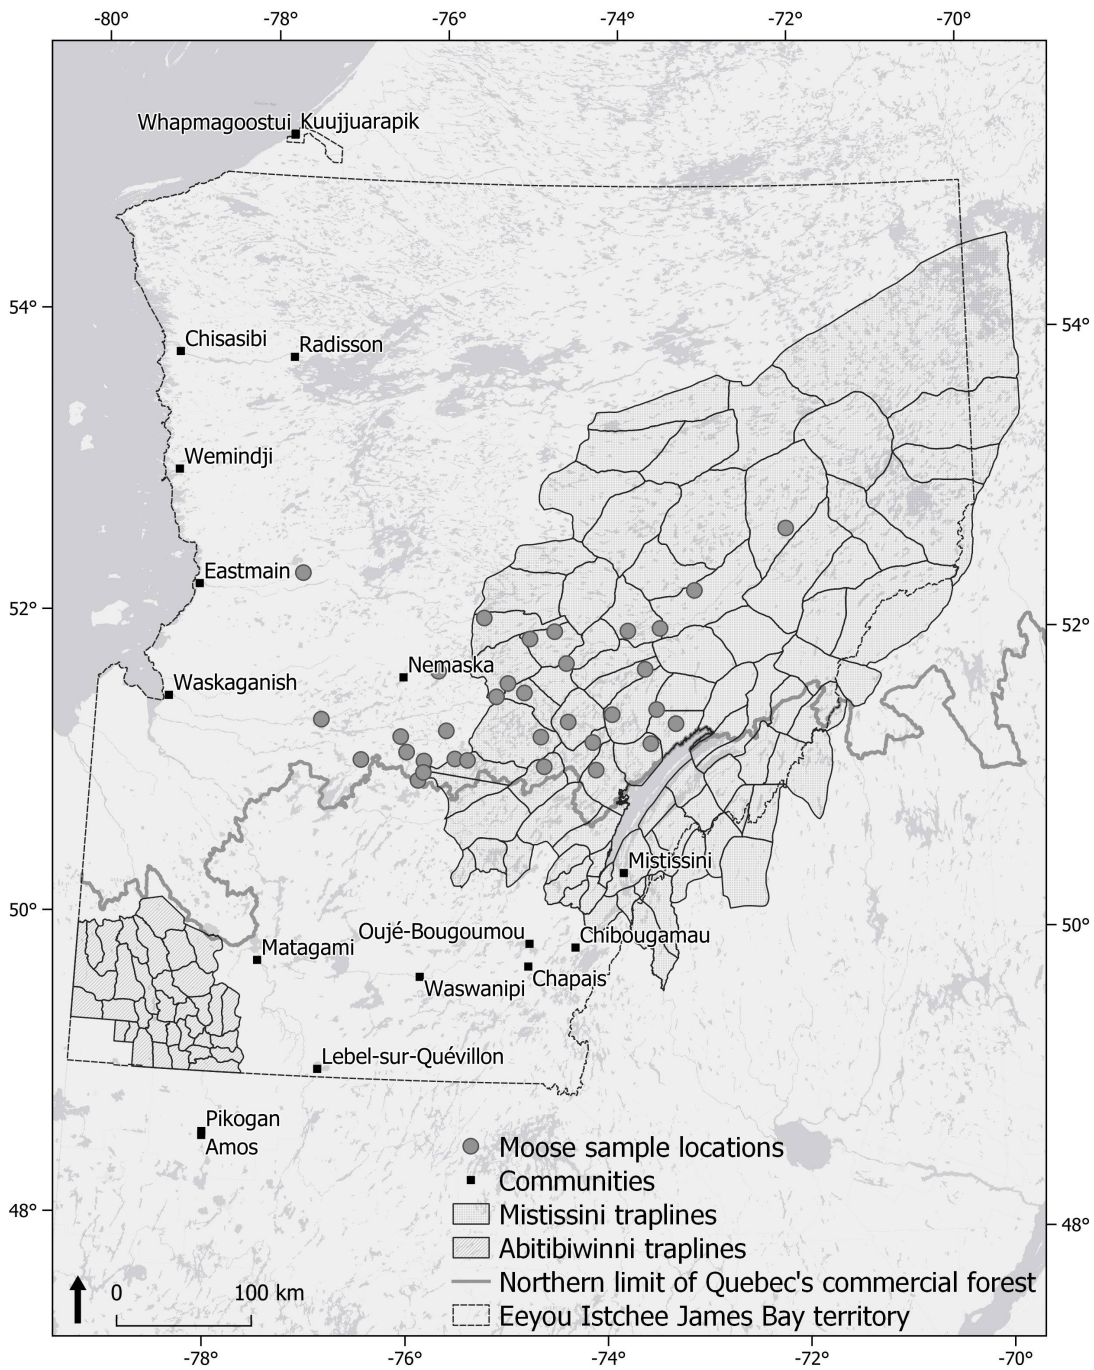 -80° -78° -76° -74° -72° -70°
Whapmagoostui Kuujjuarapik
54°
54°
Chisasibi
Radisson
Wemindji
Eastmain
52°
52°
Nemaska
Waskaganish
Mistissini
50°
50°
Oujé-Bougoumou
Chibougamau
Matagami
Chapais
Waswanipi
Lebel-sur-Quévillon
Pikogan
Amos
Moose sample locations
Communities
48°
48°
Mistissini traplines
Abitibiwinni traplines
Northern limit of Quebec's commercial forest
0 100 km
Eeyou Istchee James Bay territory
-78° -76° -74° -72° -70°